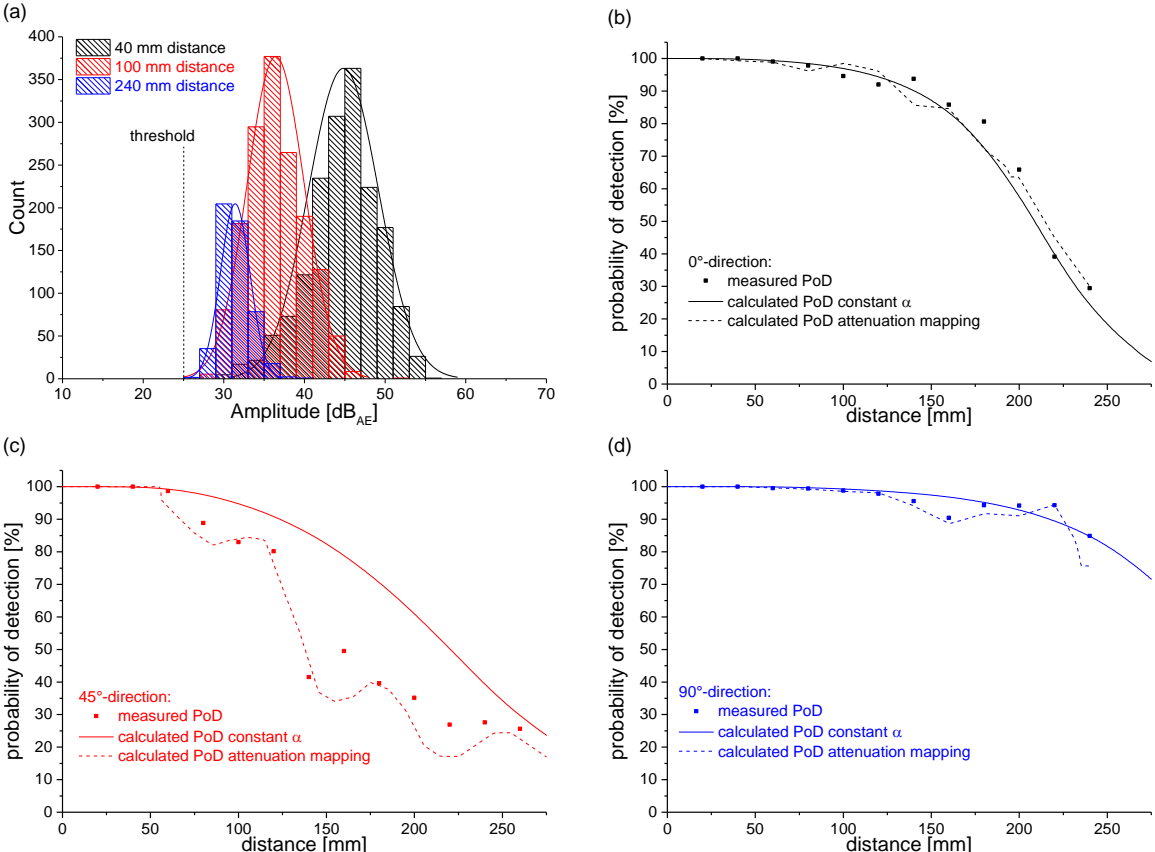 (a)
400
350
300
250
200
150
100
50
0
Count
40 mm distance
100 mm distance
240 mm distance
threshold
10 20 30 40 50 60 70
Amplitude [dB_AE]
(b)
100
90
80
70
60
50
40
30
20
10
0
probability of detection [%]
0°-direction:
measured PoD
calculated PoD constant α
calculated PoD attenuation mapping
0 50 100 150 200 250
distance [mm]
(c)
100
90
80
70
60
50
40
30
20
10
0
probability of detection [%]
45°-direction:
measured PoD
calculated PoD constant α
calculated PoD attenuation mapping
0 50 100 150 200 250
distance [mm]
(d)
100
90
80
70
60
50
40
30
20
10
0
probability of detection [%]
90°-direction:
measured PoD
calculated PoD constant α
calculated PoD attenuation mapping
0 50 100 150 200 250
distance [mm]